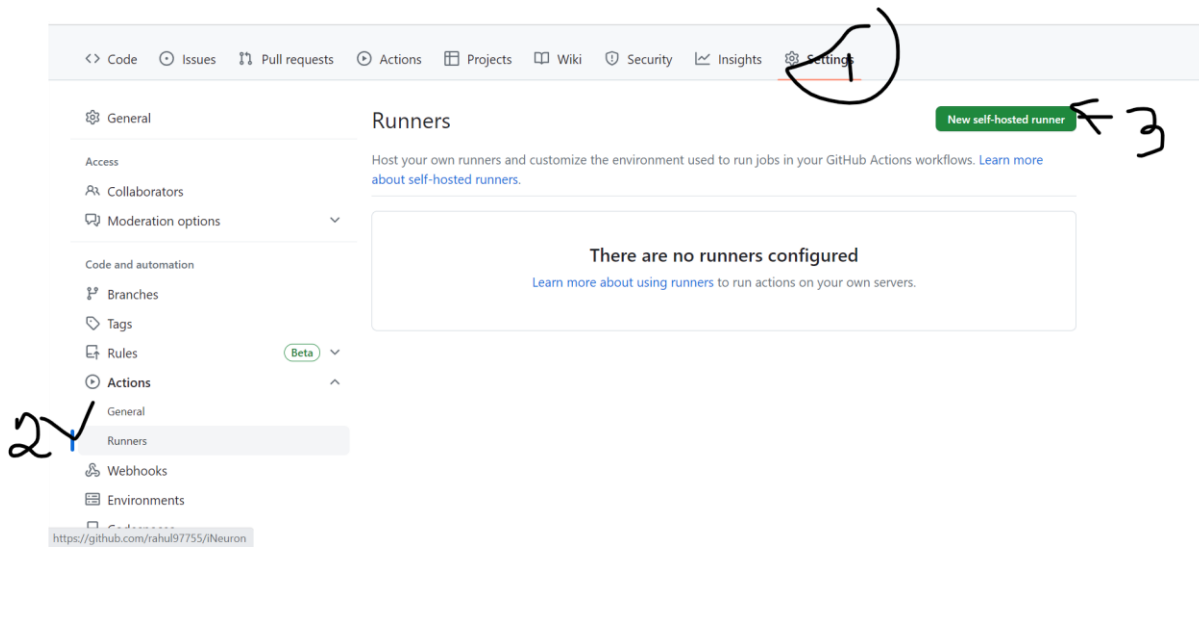 Code Issues Pull requests Actions Projects Wiki Security Insights Settings
1
General
Runners
New self-hosted runner
3
Host your own runners and customize the environment used to run jobs in your GitHub Actions workflows. Learn more
about self-hosted runners.
Access
Collaborators
Moderation options
There are no runners configured
Learn more about using runners to run actions on your own servers.
Code and automation
Branches
Tags
Rules Beta
Actions
General
2
Runners
Webhooks
Environments
Codespaces
https://github.com/rahul97755/iNeuron